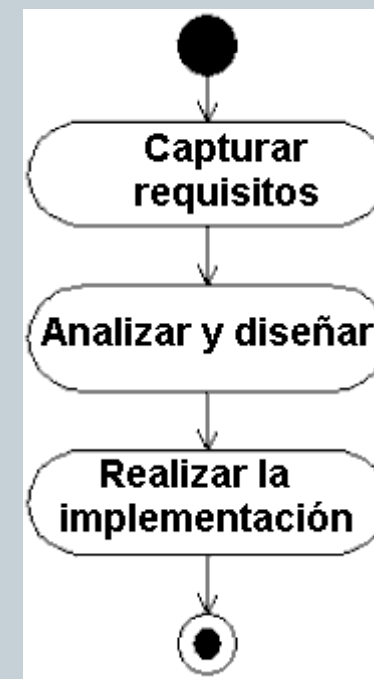 Capturar
requisitos
Analizar y diseñar
Realizar la
implementación